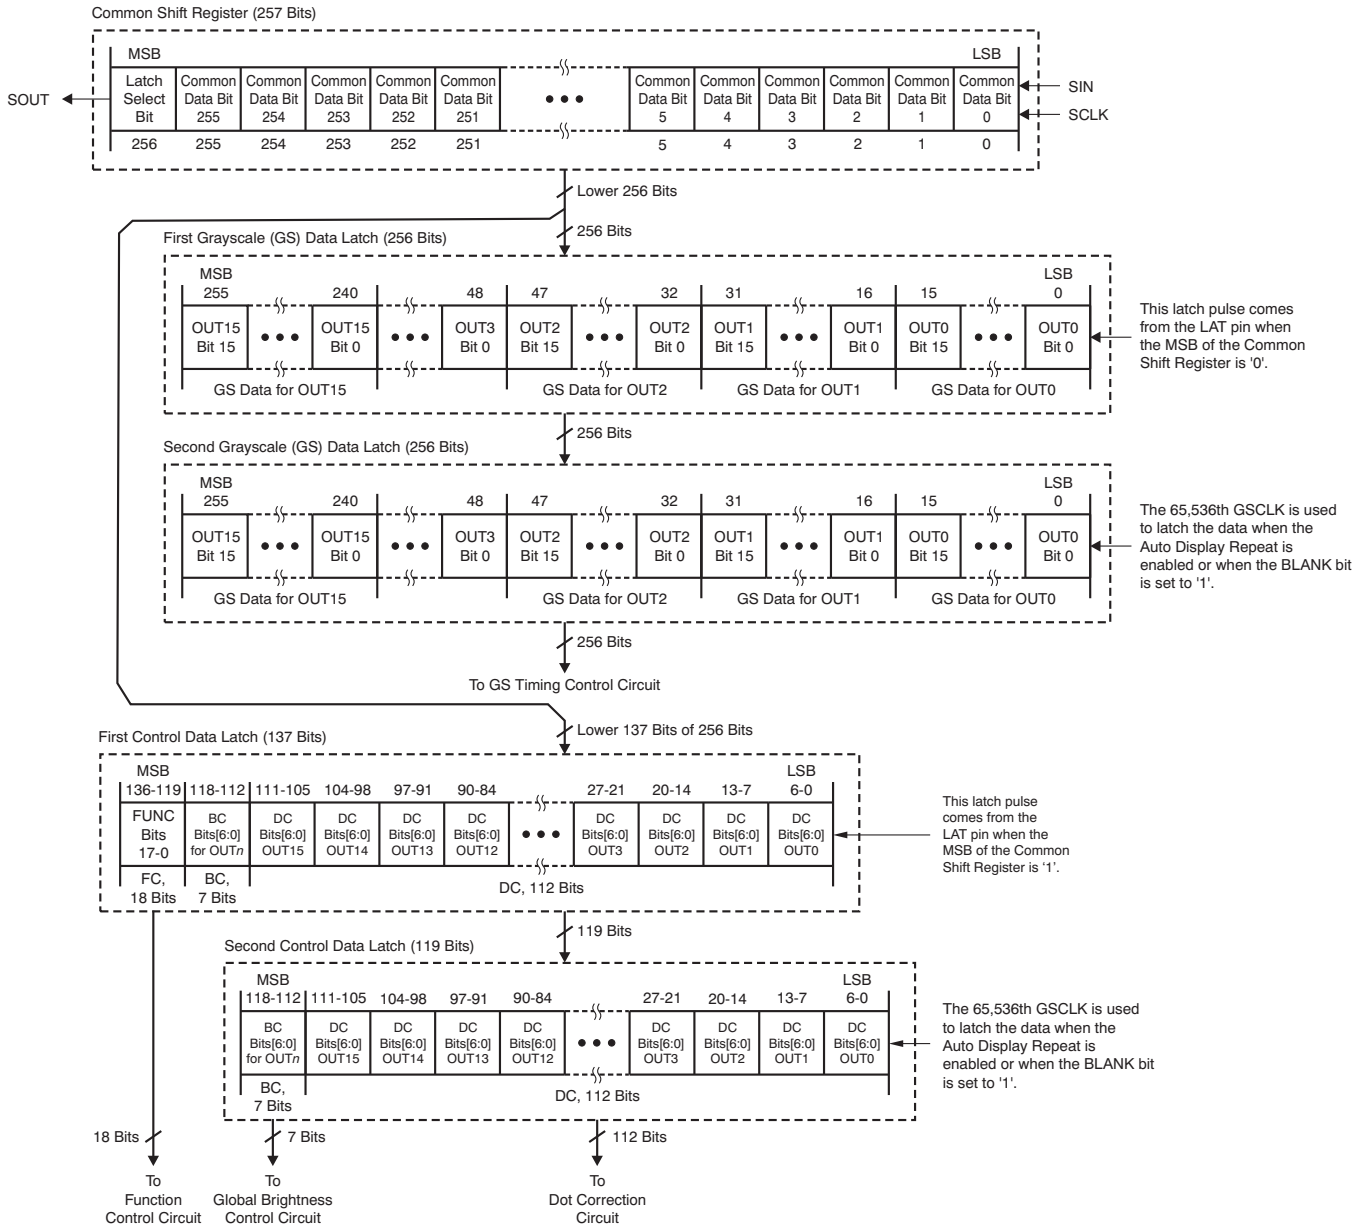 Common Shift Register (257 Bits)
MSB LSB
Latch Select Bit
Common Data Bit 255
Common Data Bit 254
Common Data Bit 253
Common Data Bit 252
Common Data Bit 251
Common Data Bit 5
Common Data Bit 4
Common Data Bit 3
Common Data Bit 2
Common Data Bit 1
Common Data Bit 0
SOUT
SIN
SCLK
256 255 254 253 252 251 5 4 3 2 1 0
Lower 256 Bits
256 Bits
First Grayscale (GS) Data Latch (256 Bits)
MSB LSB
255 240 48 47 32 31 16 15 0
OUT15 Bit 15
OUT15 Bit 0
OUT3 Bit 0
OUT2 Bit 15
OUT2 Bit 0
OUT1 Bit 15
OUT1 Bit 0
OUT0 Bit 15
OUT0 Bit 0
GS Data for OUT15 GS Data for OUT2 GS Data for OUT1 GS Data for OUT0
This latch pulse comes
from the LAT pin when
the MSB of the Common
Shift Register is '0'.
256 Bits
Second Grayscale (GS) Data Latch (256 Bits)
MSB LSB
255 240 48 47 32 31 16 15 0
OUT15 Bit 15
OUT15 Bit 0
OUT3 Bit 0
OUT2 Bit 15
OUT2 Bit 0
OUT1 Bit 15
OUT1 Bit 0
OUT0 Bit 15
OUT0 Bit 0
GS Data for OUT15 GS Data for OUT2 GS Data for OUT1 GS Data for OUT0
The 65,536th GSCLK is used
to latch the data when the
Auto Display Repeat is
enabled or when the BLANK bit
is set to '1'.
256 Bits
To GS Timing Control Circuit
Lower 137 Bits of 256 Bits
First Control Data Latch (137 Bits)
MSB LSB
136-119 118-112 111-105 104-98 97-91 90-84 27-21 20-14 13-7 6-0
FUNC Bits 17-0
BC Bits[6:0] for OUTn
DC Bits[6:0] OUT15
DC Bits[6:0] OUT14
DC Bits[6:0] OUT13
DC Bits[6:0] OUT12
DC Bits[6:0] OUT3
DC Bits[6:0] OUT2
DC Bits[6:0] OUT1
DC Bits[6:0] OUT0
FC, 18 Bits
BC, 7 Bits
DC, 112 Bits
This latch pulse
comes from the
LAT pin when the
MSB of the Common
Shift Register is ‘1’.
119 Bits
Second Control Data Latch (119 Bits)
MSB LSB
118-112 111-105 104-98 97-91 90-84 27-21 20-14 13-7 6-0
BC Bits[6:0] for OUTn
DC Bits[6:0] OUT15
DC Bits[6:0] OUT14
DC Bits[6:0] OUT13
DC Bits[6:0] OUT12
DC Bits[6:0] OUT3
DC Bits[6:0] OUT2
DC Bits[6:0] OUT1
DC Bits[6:0] OUT0
BC, 7 Bits
DC, 112 Bits
The 65,536th GSCLK is used
to latch the data when the
Auto Display Repeat is
enabled or when the BLANK bit
is set to '1'.
18 Bits 7 Bits 112 Bits
To Function Control Circuit
To Global Brightness Control Circuit
To Dot Correction Circuit